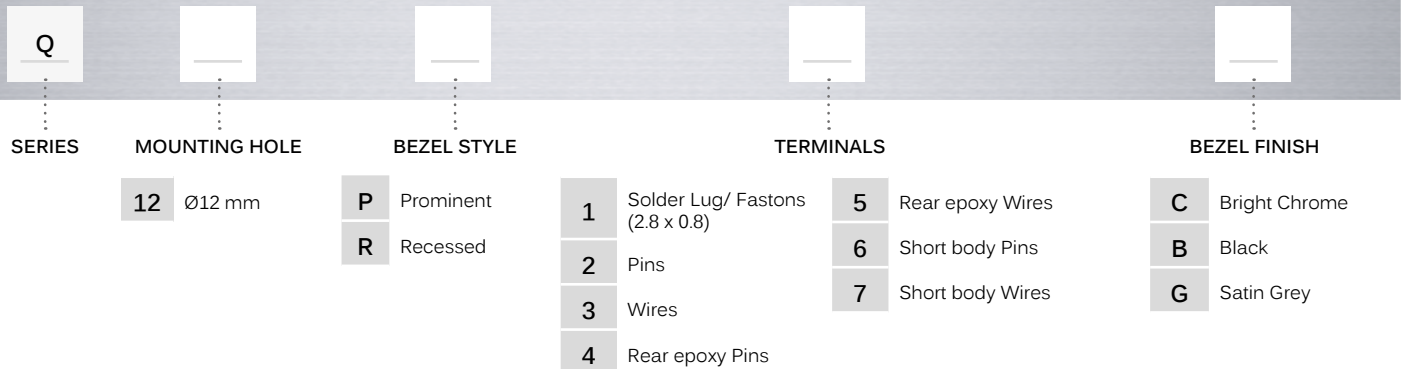 Q
SERIES
MOUNTING HOLE
12 Ø12 mm
BEZEL STYLE
P Prominent
R Recessed
TERMINALS
1 Solder Lug/ Fastons
(2.8 x 0.8)
2 Pins
3 Wires
4 Rear epoxy Pins
5 Rear epoxy Wires
6 Short body Pins
7 Short body Wires
BEZEL FINISH
C Bright Chrome
B Black
G Satin Grey